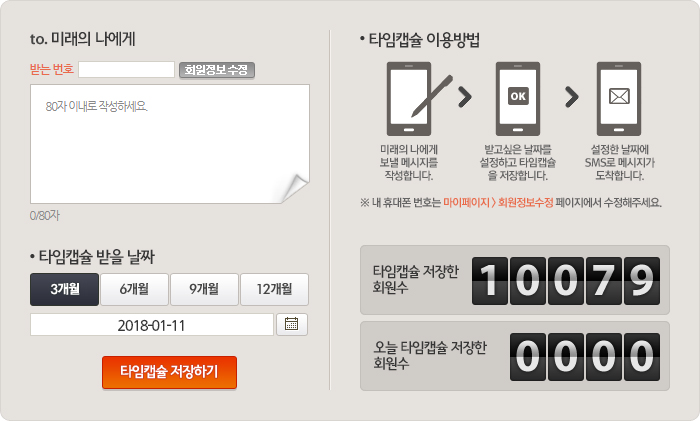 to. 미래의 나에게
받는 번호
회원정보 수정
80자 이내로 작성하세요.
0/80자
• 타임캡슐 받을 날짜
3개월
6개월
9개월
12개월
2018-01-11
타임캡슐 저장하기
• 타임캡슐 이용방법
OK
미래의 나에게
보낼 메시지를
작성합니다.
받고싶은 날짜를
설정하고 타임캡슐
을 저장합니다.
설정한 날짜에
SMS로 메시지가
도착합니다.
※ 내 휴대폰 번호는 마이페이지 > 회원정보수정 페이지에서 수정해주세요.
타임캡슐 저장한
회원수
10079
오늘 타임캡슐 저장한
회원수
0000